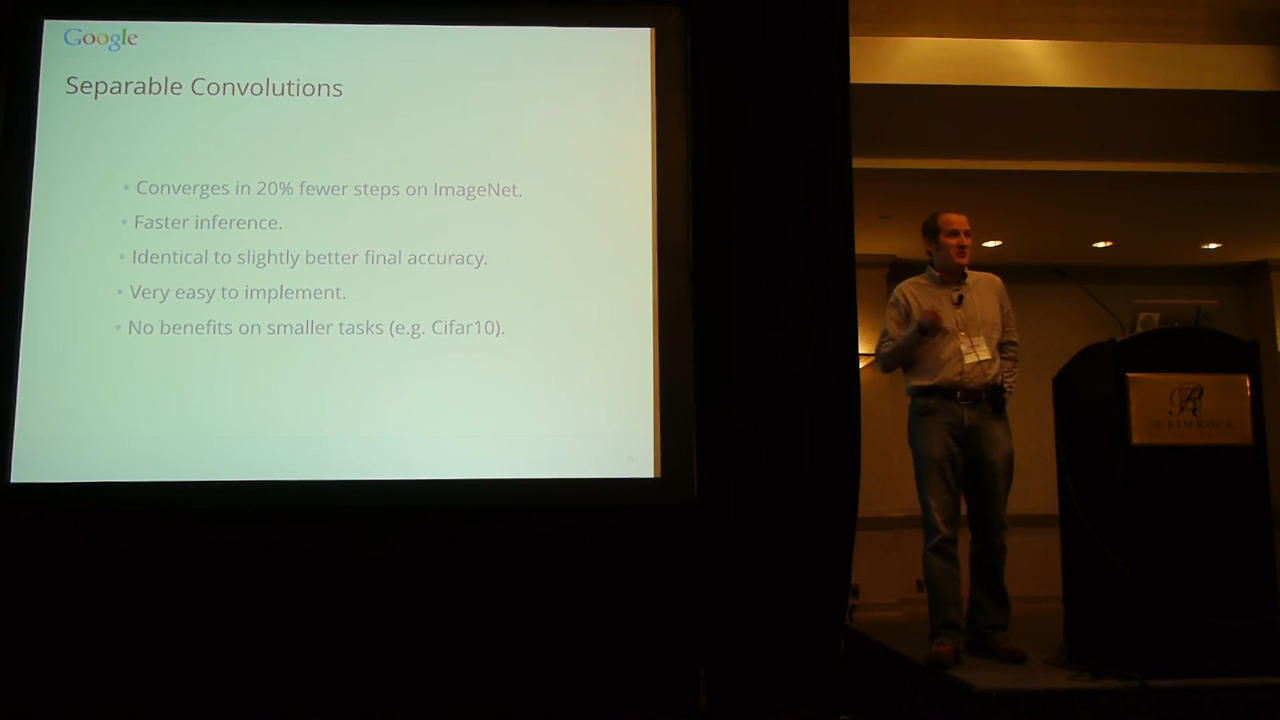 Google
Separable Convolutions
• Converges in 20% fewer steps on ImageNet.
• Faster inference.
• Identical to slightly better final accuracy.
• Very easy to implement.
• No benefits on smaller tasks (e.g. Cifar10).
RIMROCK